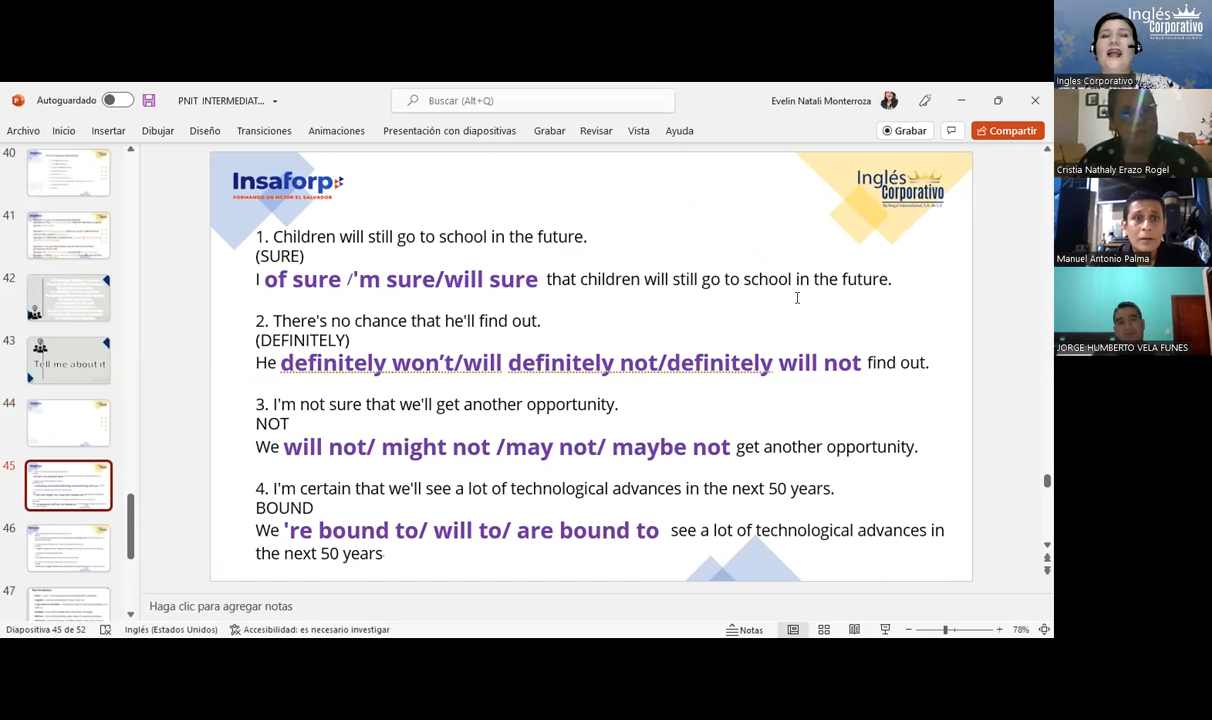 Autoguardado
PNIT INTERMEDIAT...
Buscar (Alt+Q)
Evelin Natali Monterroza
Archivo Inicio Insertar Dibujar Diseño Transiciones Animaciones Presentación con diapositivas Grabar Revisar Vista Ayuda
Grabar
Compartir
40
41
42
43
Tell me about it
44
45
46
47
Insaforp
FORMANDO UN MEJOR EL SALVADOR
Inglés
Corporativo
1. Children will still go to school in the future.
(SURE)
I of sure /'m sure/will sure that children will still go to school in the future.
2. There's no chance that he'll find out.
(DEFINITELY)
He definitely won't/will definitely not/definitely will not find out.
3. I'm not sure that we'll get another opportunity.
NOT
We will not/ might not /may not/ maybe not get another opportunity.
4. I'm certain that we'll see a lot of technological advances in the next 50 years.
BOUND
We 're bound to/ will to/ are bound to see a lot of technological advances in
the next 50 years
Haga clic para agregar notas
Diapositiva 45 de 52
Inglés (Estados Unidos)
Accesibilidad: es necesario investigar
Notas
78%
Inglés
Corporativo
Ingles Corporativo
Cristia Nathaly Erazo Rogel
Manuel Antonio Palma
JORGE HUMBERTO VELA FUNES